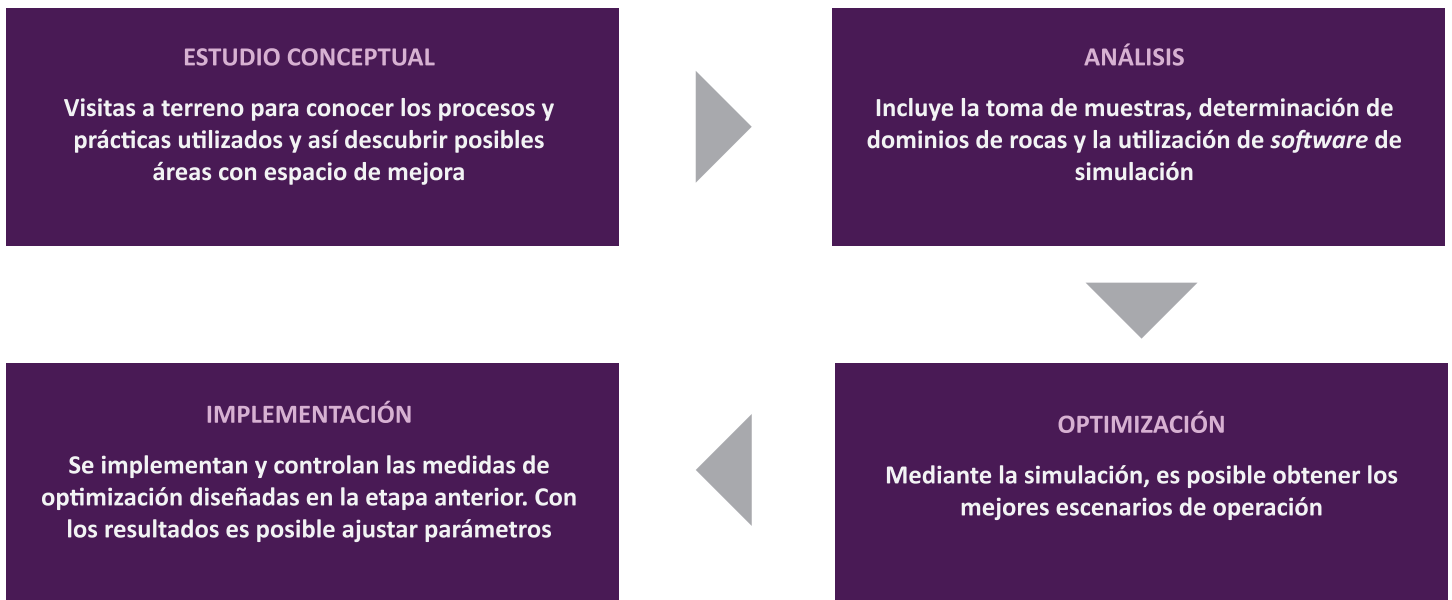 ESTUDIO CONCEPTUAL
Visitas a terreno para conocer los procesos y
prácticas utilizados y así descubrir posibles
áreas con espacio de mejora
ANÁLISIS
Incluye la toma de muestras, determinación de
dominios de rocas y la utilización de software de
simulación
OPTIMIZACIÓN
Mediante la simulación, es posible obtener los
mejores escenarios de operación
IMPLEMENTACIÓN
Se implementan y controlan las medidas de
optimización diseñadas en la etapa anterior. Con
los resultados es posible ajustar parámetros